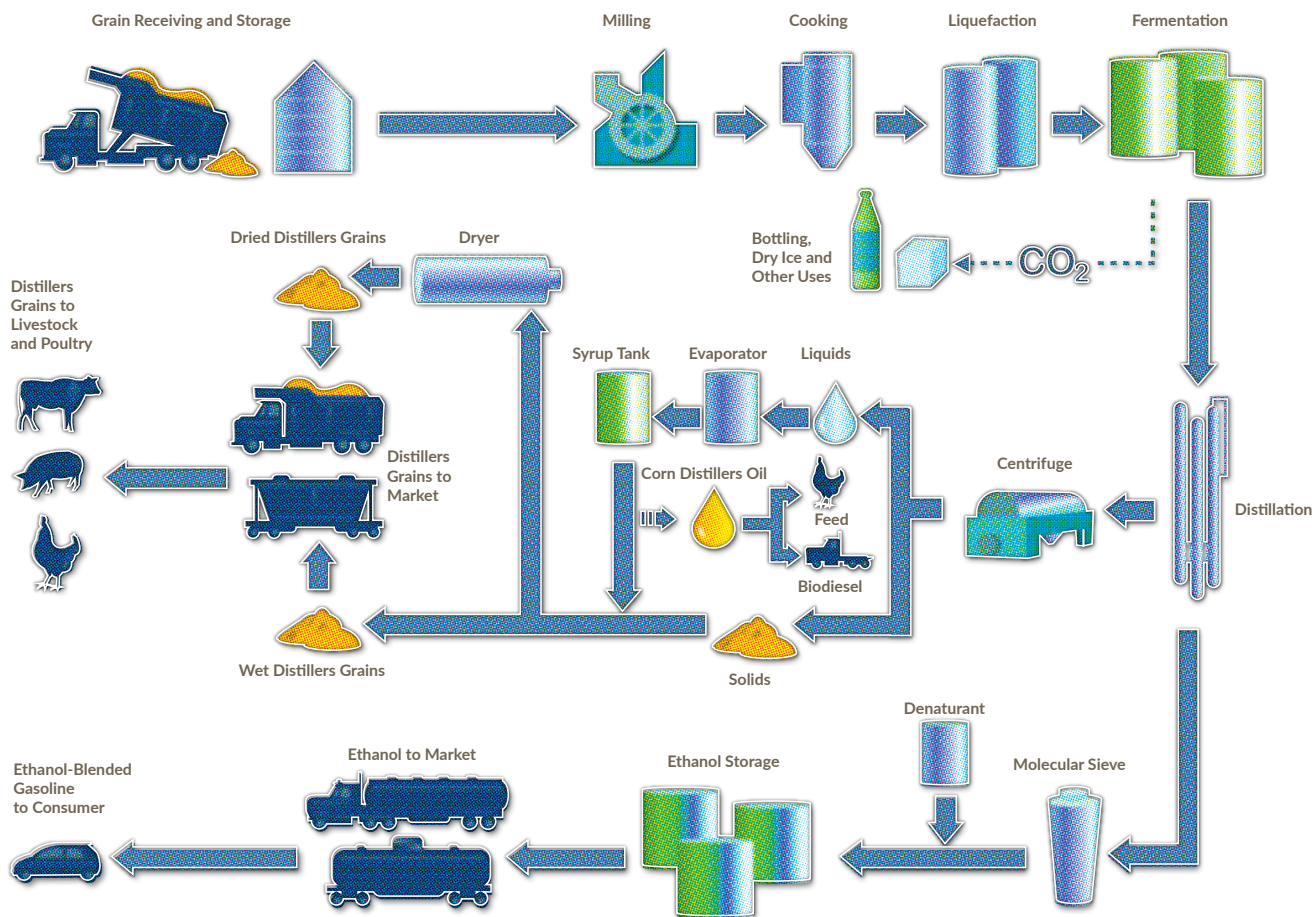 Grain Receiving and Storage
Milling
Cooking
Liquefaction
Fermentation
Bottling,
Dry Ice and
Other Uses
CO₂
Dried Distillers Grains
Dryer
Distillers
Grains to
Livestock
and Poultry
Syrup Tank
Evaporator
Liquids
Distillers
Grains to
Market
Corn Distillers Oil
Feed
Biodiesel
Centrifuge
Distillation
Wet Distillers Grains
Solids
Denaturant
Molecular Sieve
Ethanol Storage
Ethanol to Market
Ethanol-Blended
Gasoline
to Consumer